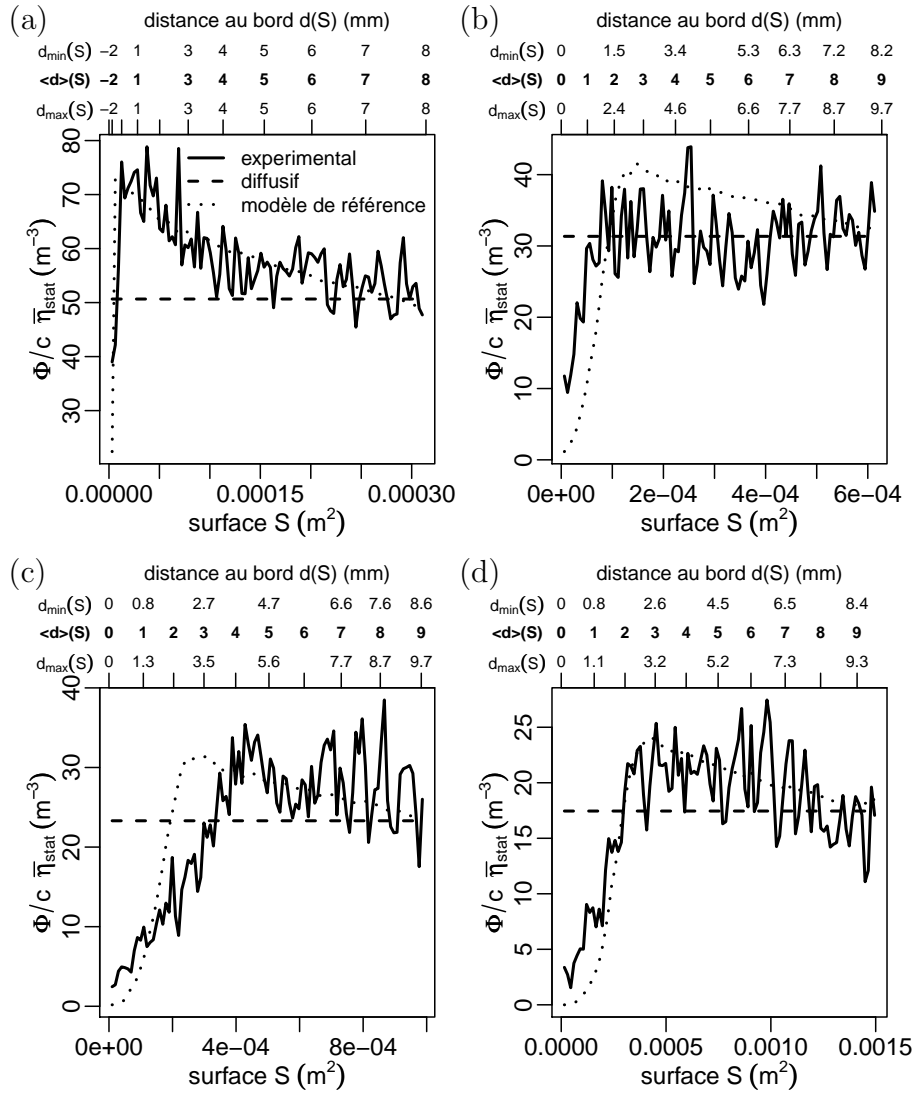 (a)
distance au bord d(S) (mm)
dmin(S) −2 1 3 4 5 6 7 8
<d>(S) −2 1 3 4 5 6 7 8
dmax(S) −2 1 3 4 5 6 7 8
80
70
60
50
40
30
Φ/c η̅stat (m−3)
experimental
diffusif
modèle de référence
0.00000 0.00015 0.00030
surface S (m2)
(b)
distance au bord d(S) (mm)
dmin(S) 0 1.5 3.4 5.3 6.3 7.2 8.2
<d>(S) 0 1 2 3 4 5 6 7 8 9
dmax(S) 0 2.4 4.6 6.6 7.7 8.7 9.7
40
30
20
10
0
Φ/c η̅stat (m−3)
0e+00 2e−04 4e−04 6e−04
surface S (m2)
(c)
distance au bord d(S) (mm)
dmin(S) 0 0.8 2.7 4.7 6.6 7.6 8.6
<d>(S) 0 1 2 3 4 5 6 7 8 9
dmax(S) 0 1.3 3.5 5.6 7.7 8.7 9.7
40
30
20
10
0
Φ/c η̅stat (m−3)
0e+00 4e−04 8e−04
surface S (m2)
(d)
distance au bord d(S) (mm)
dmin(S) 0 0.8 2.6 4.5 6.5 8.4
<d>(S) 0 1 2 3 4 5 6 7 8 9
dmax(S) 0 1.1 3.2 5.2 7.3 9.3
25
20
15
10
5
0
Φ/c η̅stat (m−3)
0.0000 0.0005 0.0010 0.0015
surface S (m2)